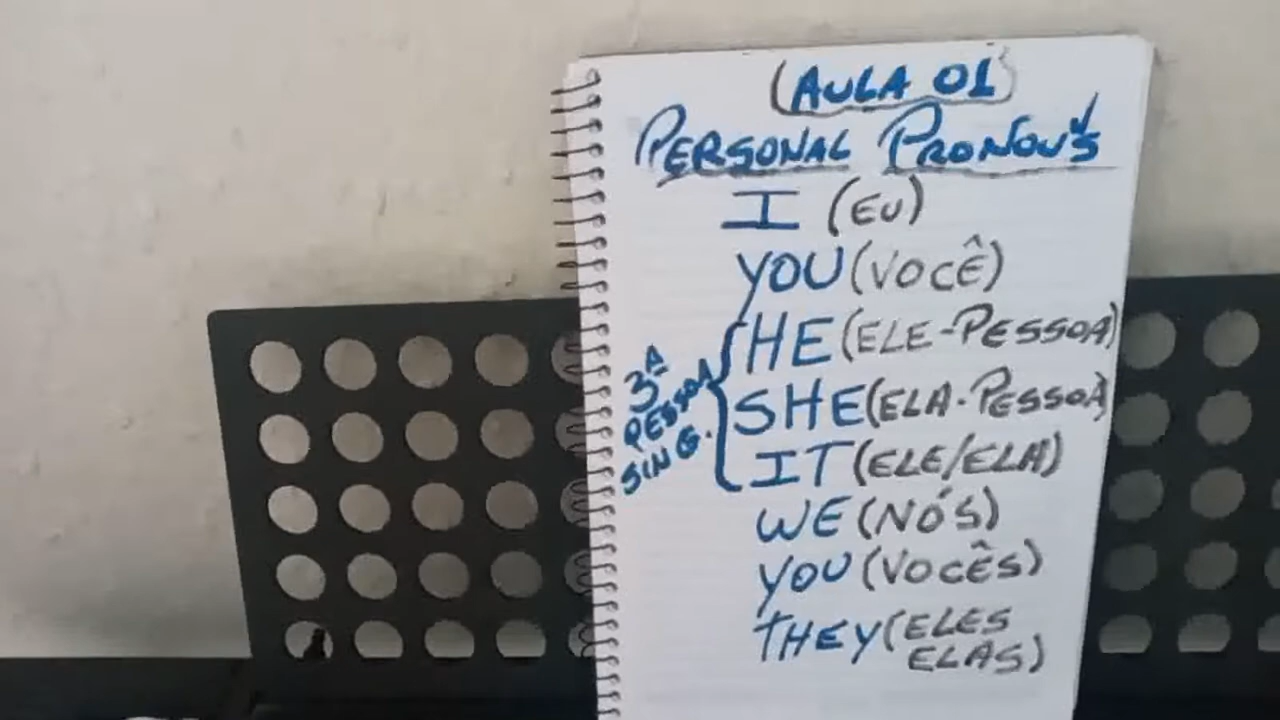 (AULA 01)
PERSONAL PRONOUNS
I (EU)
YOU (VOCÊ)
HE (ELE-PESSOA)
SHE (ELA-PESSOA)
IT (ELE/ELA)
3ª
PESSOA
SING.
WE (NÓS)
YOU (VOCÊS)
THEY (ELES
ELAS)